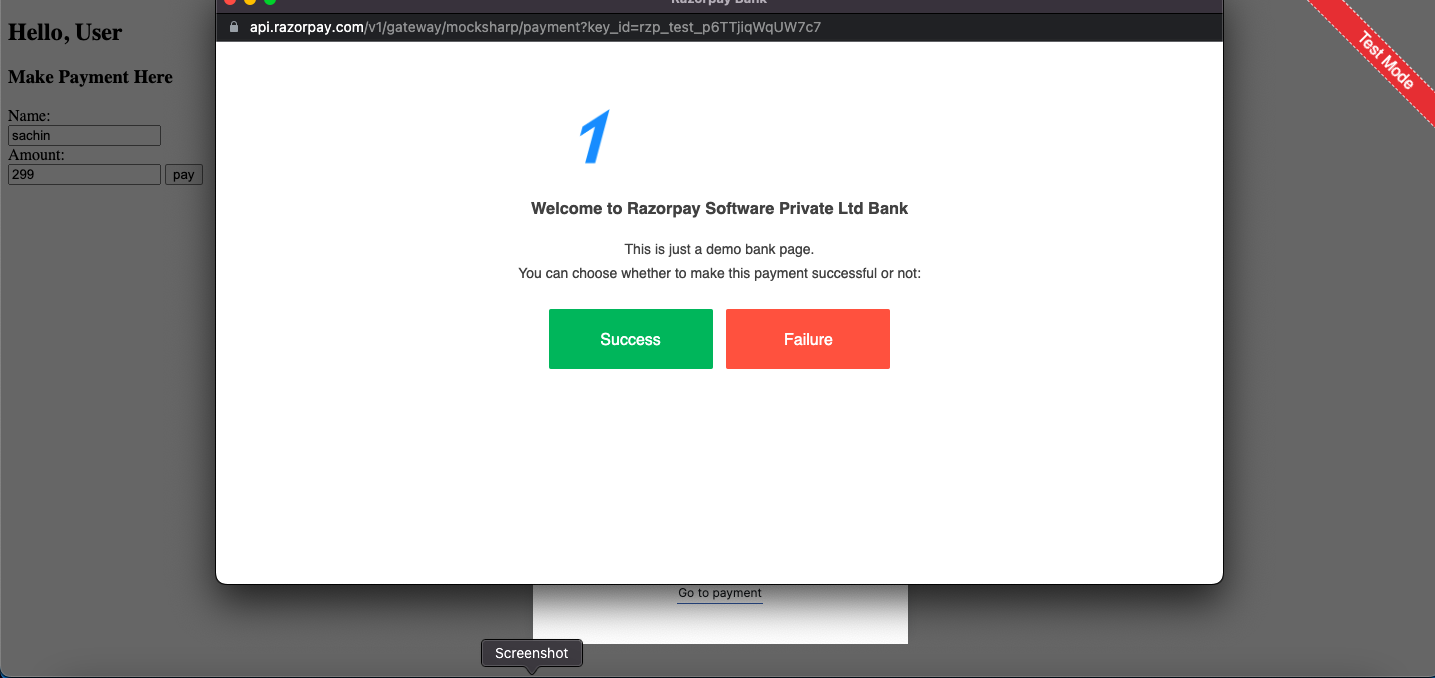 Razorpay Bank
api.razorpay.com/v1/gateway/mocksharp/payment?key_id=rzp_test_p6TTjiqWqUW7c7
Hello, User
Make Payment Here
Name:
sachin
Amount:
299 pay
Test Mode
1
Welcome to Razorpay Software Private Ltd Bank
This is just a demo bank page.
You can choose whether to make this payment successful or not:
Success Failure
Go to payment
Screenshot